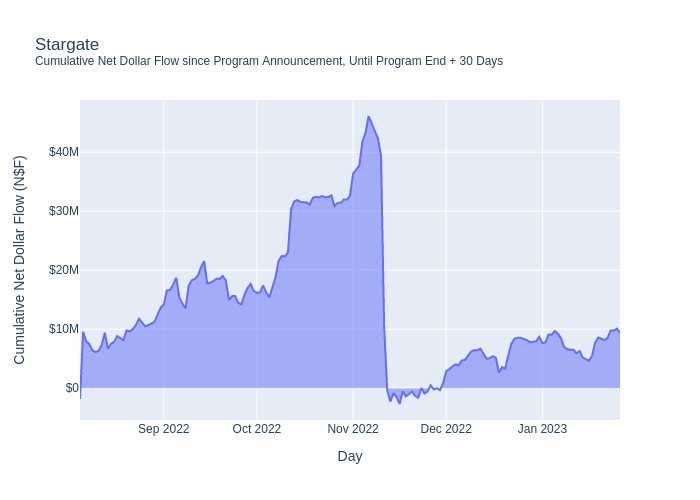 Stargate
Cumulative Net Dollar Flow since Program Announcement, Until Program End + 30 Days
Cumulative Net Dollar Flow (N$F)
$40M
$30M
$20M
$10M
$0
Sep 2022
Oct 2022
Nov 2022
Dec 2022
Jan 2023
Day